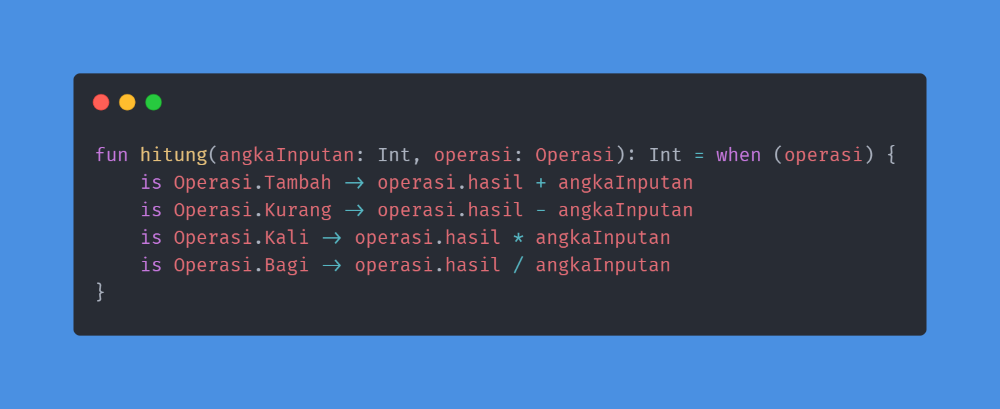 fun hitung(angkaInputan: Int, operasi: Operasi): Int = when (operasi) {
    is Operasi.Tambah -> operasi.hasil + angkaInputan
    is Operasi.Kurang -> operasi.hasil - angkaInputan
    is Operasi.Kali -> operasi.hasil * angkaInputan
    is Operasi.Bagi -> operasi.hasil / angkaInputan
}